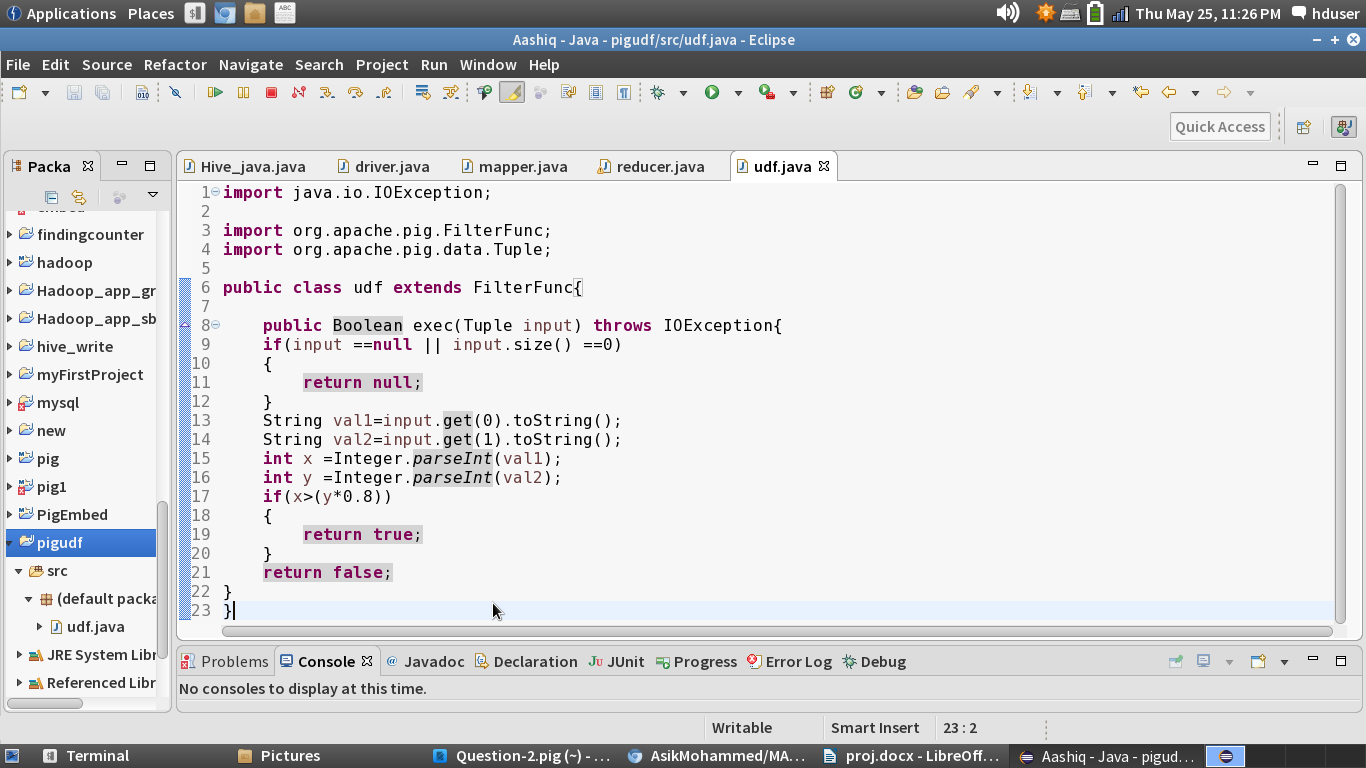 Applications Places ABC Thu May 25, 11:26 PM hduser
Aashiq - Java - pigudf/src/udf.java - Eclipse
File Edit Source Refactor Navigate Search Project Run Window Help
Quick Access
Packa
Hive_java.java driver.java mapper.java reducer.java udf.java
findingcounter
hadoop
Hadoop_app_gr
Hadoop_app_sb
hive_write
myFirstProject
mysql
new
pig
pig1
PigEmbed
pigudf
src
(default packa
udf.java
JRE System Libr
Referenced Libr
1 import java.io.IOException;
2
3 import org.apache.pig.FilterFunc;
4 import org.apache.pig.data.Tuple;
5
6 public class udf extends FilterFunc{
7
8 public Boolean exec(Tuple input) throws IOException{
9 if(input ==null || input.size() ==0)
10 {
11 return null;
12 }
13 String val1=input.get(0).toString();
14 String val2=input.get(1).toString();
15 int x =Integer.parseInt(val1);
16 int y =Integer.parseInt(val2);
17 if(x>(y*0.8))
18 {
19 return true;
20 }
21 return false;
22 }
23 }
Problems Console Javadoc Declaration JUnit Progress Error Log Debug
No consoles to display at this time.
Writable Smart Insert 23 : 2
Terminal Pictures Question-2.pig (~) - ... AsikMohammed/MA... proj.docx - LibreOff... Aashiq - Java - pigud...